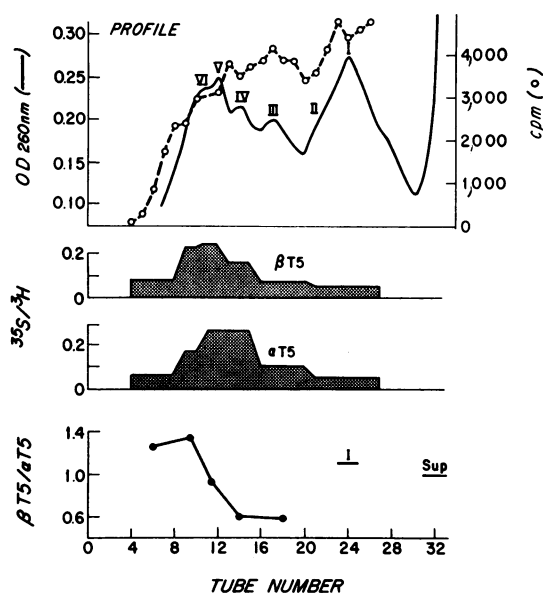 PROFILE
OD 260nm (—)
0.30
0.25
0.20
0.15
0.10
VI
V
IV
III
II
I
4,000
3,000
2,000
1,000
0
cpm (o)
35S/3H
0.2
0
βT5
0.2
0
αT5
βT5/αT5
1.4
1.0
0.6
I
Sup
0 4 8 12 16 20 24 28 32
TUBE NUMBER